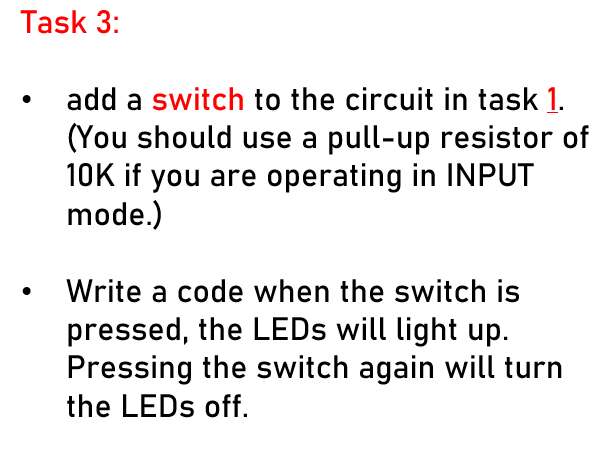 Task 3:
• add a switch to the circuit in task 1.
(You should use a pull-up resistor of
10K if you are operating in INPUT
mode.)
• Write a code when the switch is
pressed, the LEDs will light up.
Pressing the switch again will turn
the LEDs off.